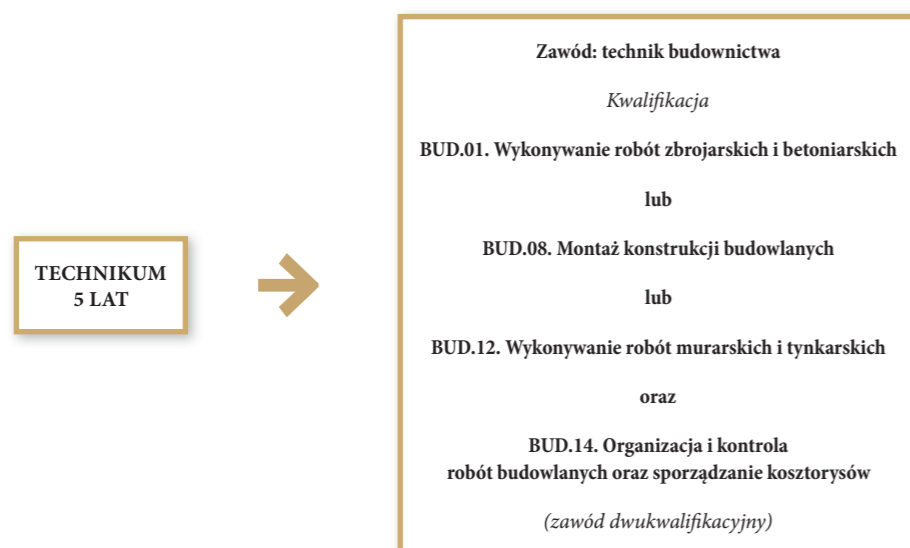 TECHNIKUM
5 LAT
Zawód: technik budownictwa
Kwalifikacja
BUD.01. Wykonywanie robót zbrojarskich i betoniarskich
lub
BUD.08. Montaż konstrukcji budowlanych
lub
BUD.12. Wykonywanie robót murarskich i tynkarskich
oraz
BUD.14. Organizacja i kontrola
robót budowlanych oraz sporządzanie kosztorysów
(zawód dwukwalifikacyjny)